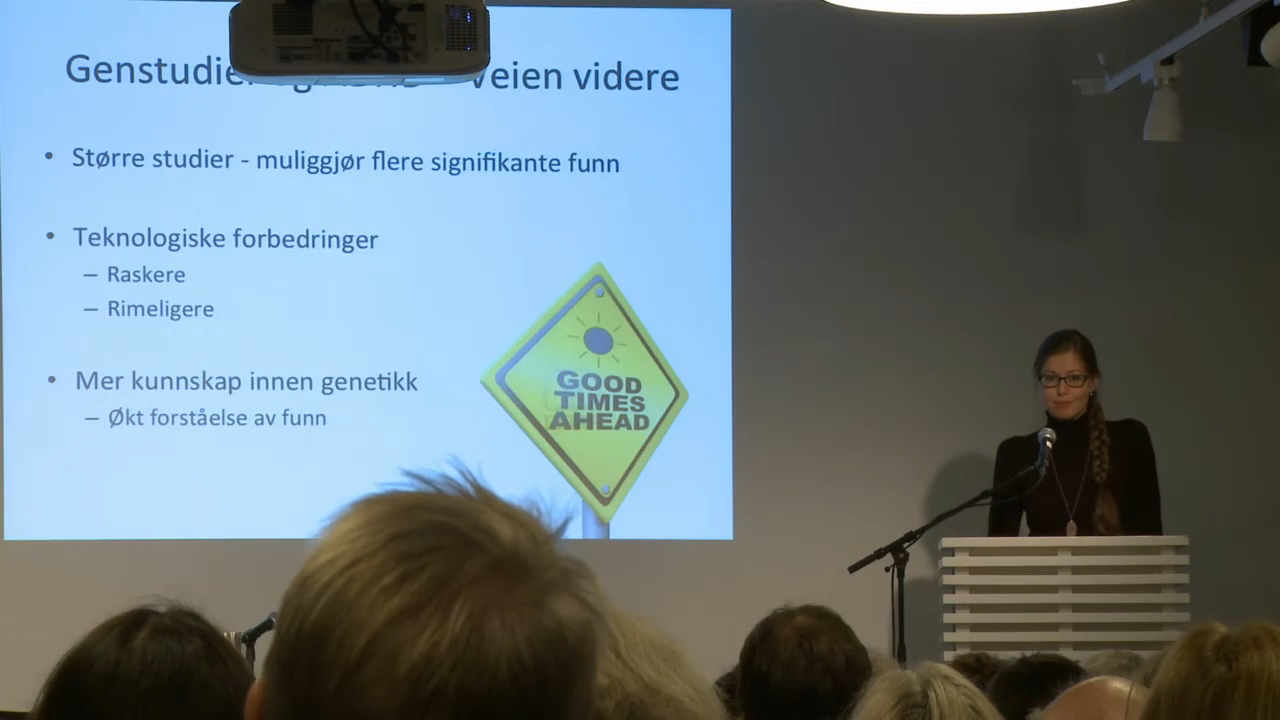 Genstudier veien videre
• Større studier - muliggjør flere signifikante funn
• Teknologiske forbedringer
– Raskere
– Rimeligere
• Mer kunnskap innen genetikk
– Økt forståelse av funn
GOOD
TIMES
AHEAD